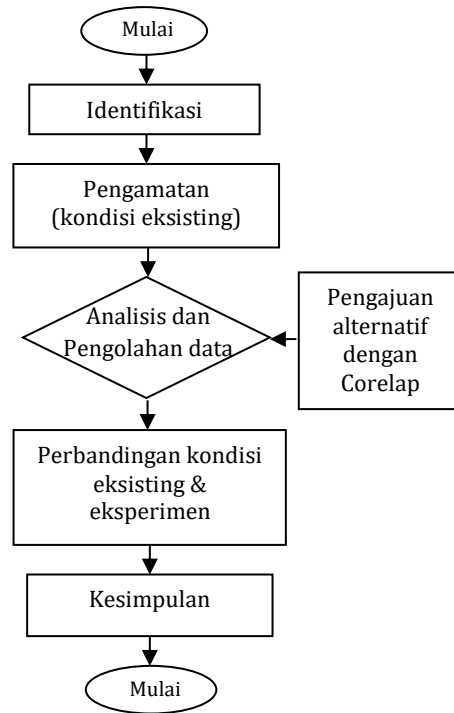 Mulai
Identifikasi
Pengamatan
(kondisi eksisting)
Analisis dan
Pengolahan data
Pengajuan
alternatif
dengan
Corelap
Perbandingan kondisi
eksisting &
eksperimen
Kesimpulan
Mulai